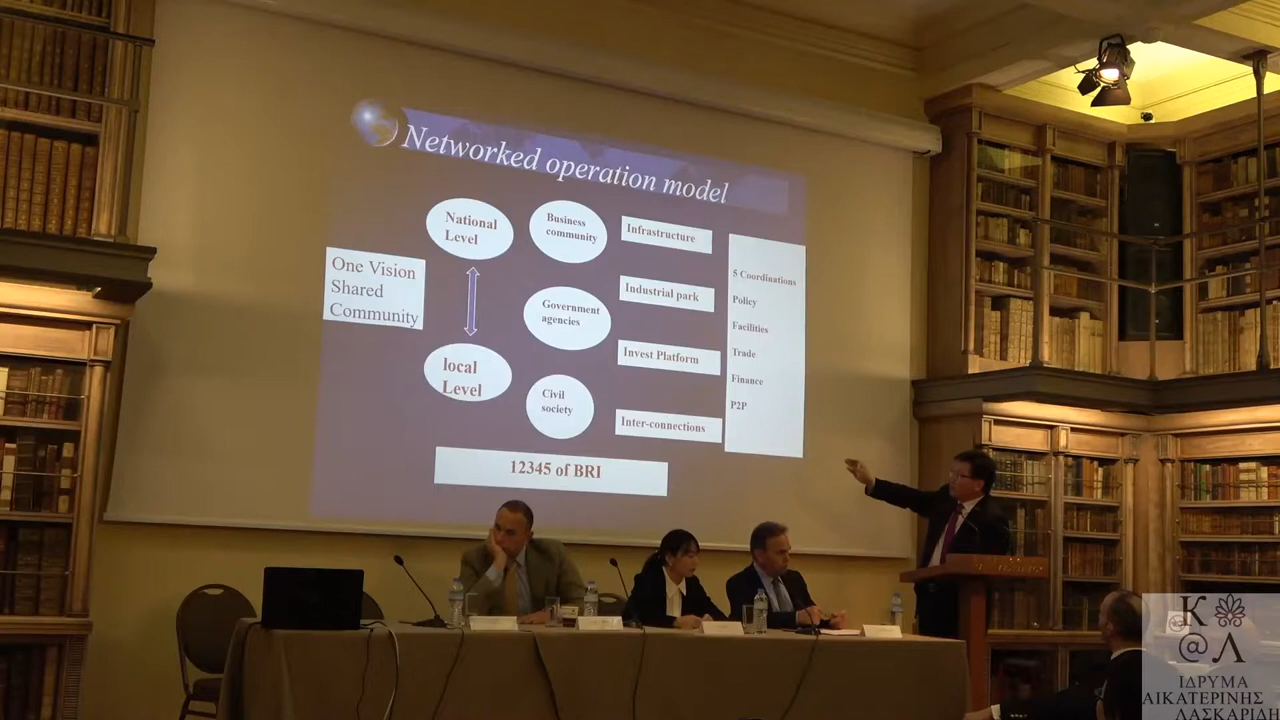 Networked operation model
One Vision
Shared
Community
National
Level
local
Level
Business
community
Government
agencies
Civil
society
Infrastructure
Industrial park
Invest Platform
Inter-connections
5 Coordinations
Policy
Facilities
Trade
Finance
P2P
12345 of BRI
Κ
@ Λ
ΙΔΡΥΜΑ
ΑΙΚΑΤΕΡΙΝΗΣ
ΛΑΣΚΑΡΙΔΗ